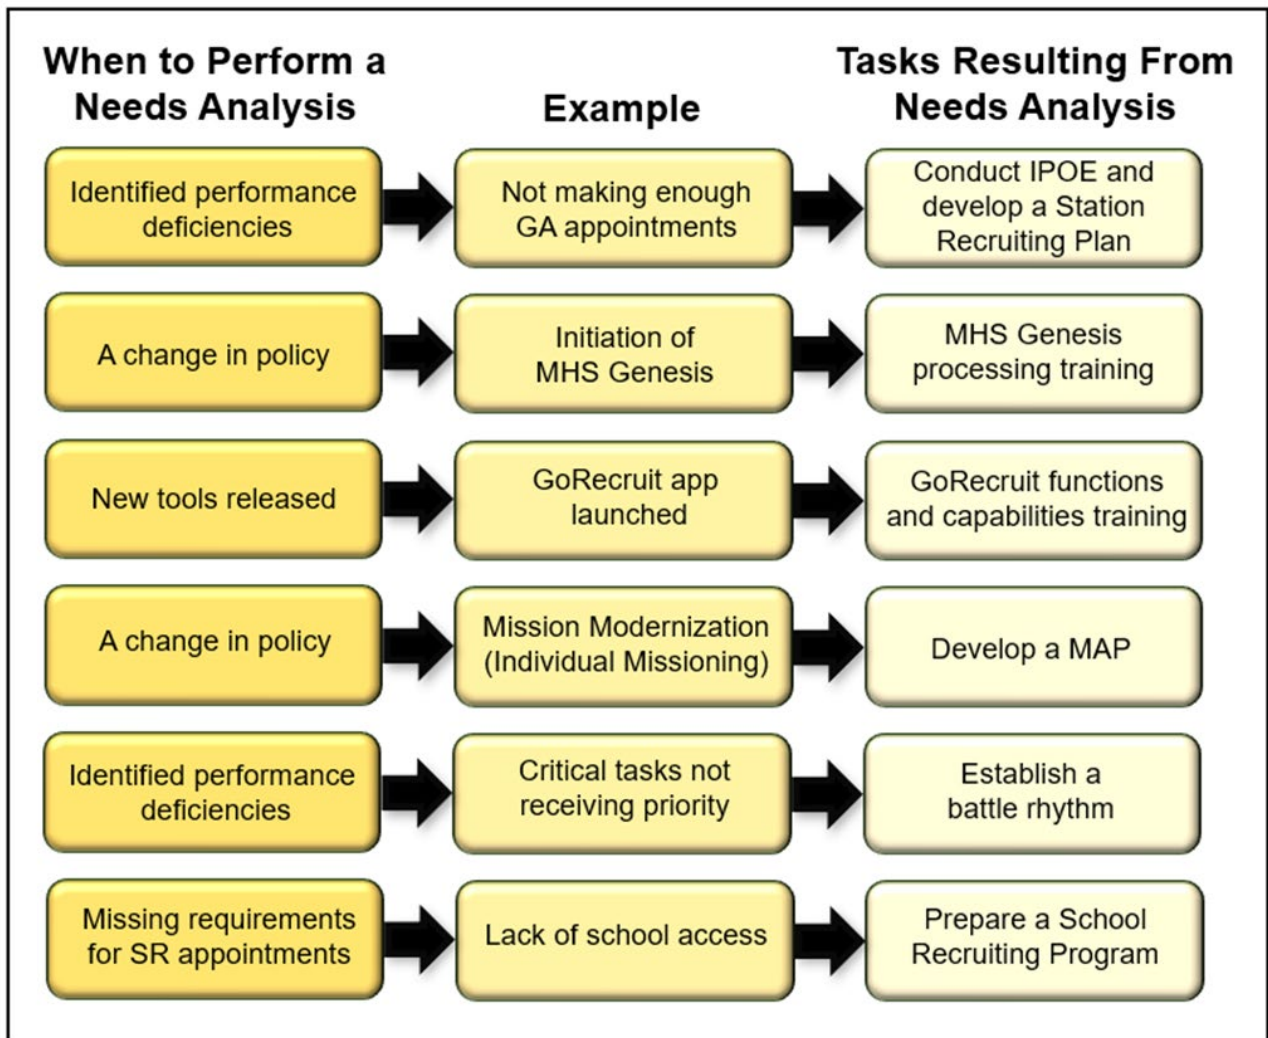 When to Perform a
Needs Analysis
Example
Tasks Resulting From
Needs Analysis
Identified performance
deficiencies
Not making enough
GA appointments
Conduct IPOE and
develop a Station
Recruiting Plan
A change in policy
Initiation of
MHS Genesis
MHS Genesis
processing training
New tools released
GoRecruit app
launched
GoRecruit functions
and capabilities training
A change in policy
Mission Modernization
(Individual Missioning)
Develop a MAP
Identified performance
deficiencies
Critical tasks not
receiving priority
Establish a
battle rhythm
Missing requirements
for SR appointments
Lack of school access
Prepare a School
Recruiting Program